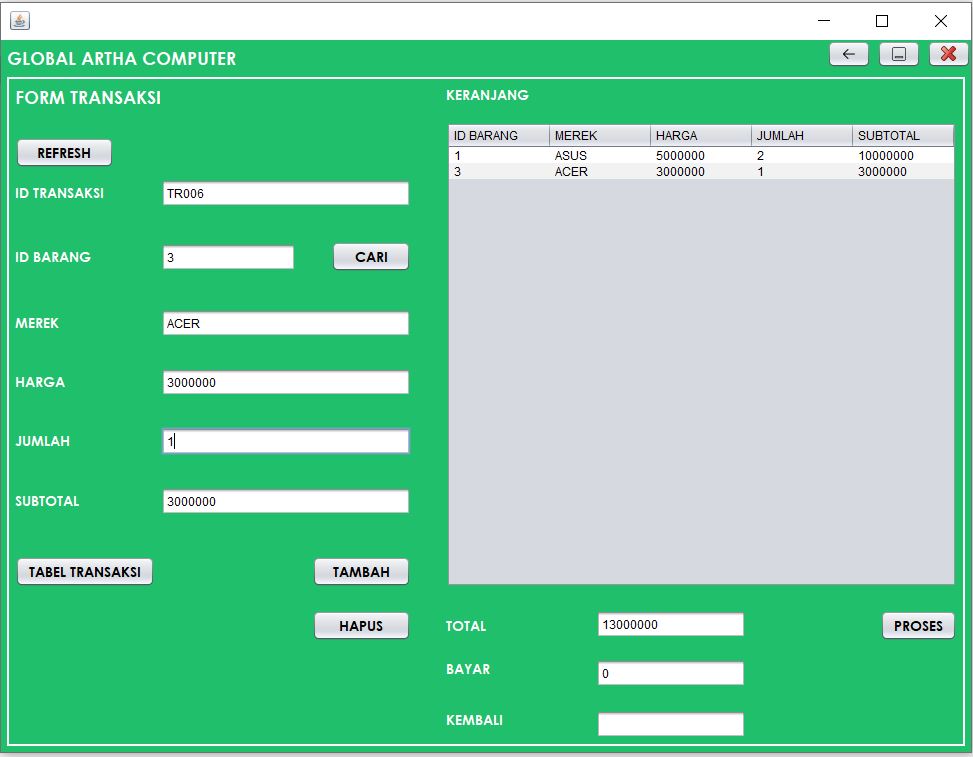 GLOBAL ARTHA COMPUTER
FORM TRANSAKSI
REFRESH
ID TRANSAKSI TR006
ID BARANG 3 CARI
MEREK ACER
HARGA 3000000
JUMLAH 1
SUBTOTAL 3000000
TABEL TRANSAKSI TAMBAH
HAPUS
KERANJANG
ID BARANG MEREK HARGA JUMLAH SUBTOTAL
1 ASUS 5000000 2 10000000
3 ACER 3000000 1 3000000
TOTAL 13000000 PROSES
BAYAR 0
KEMBALI